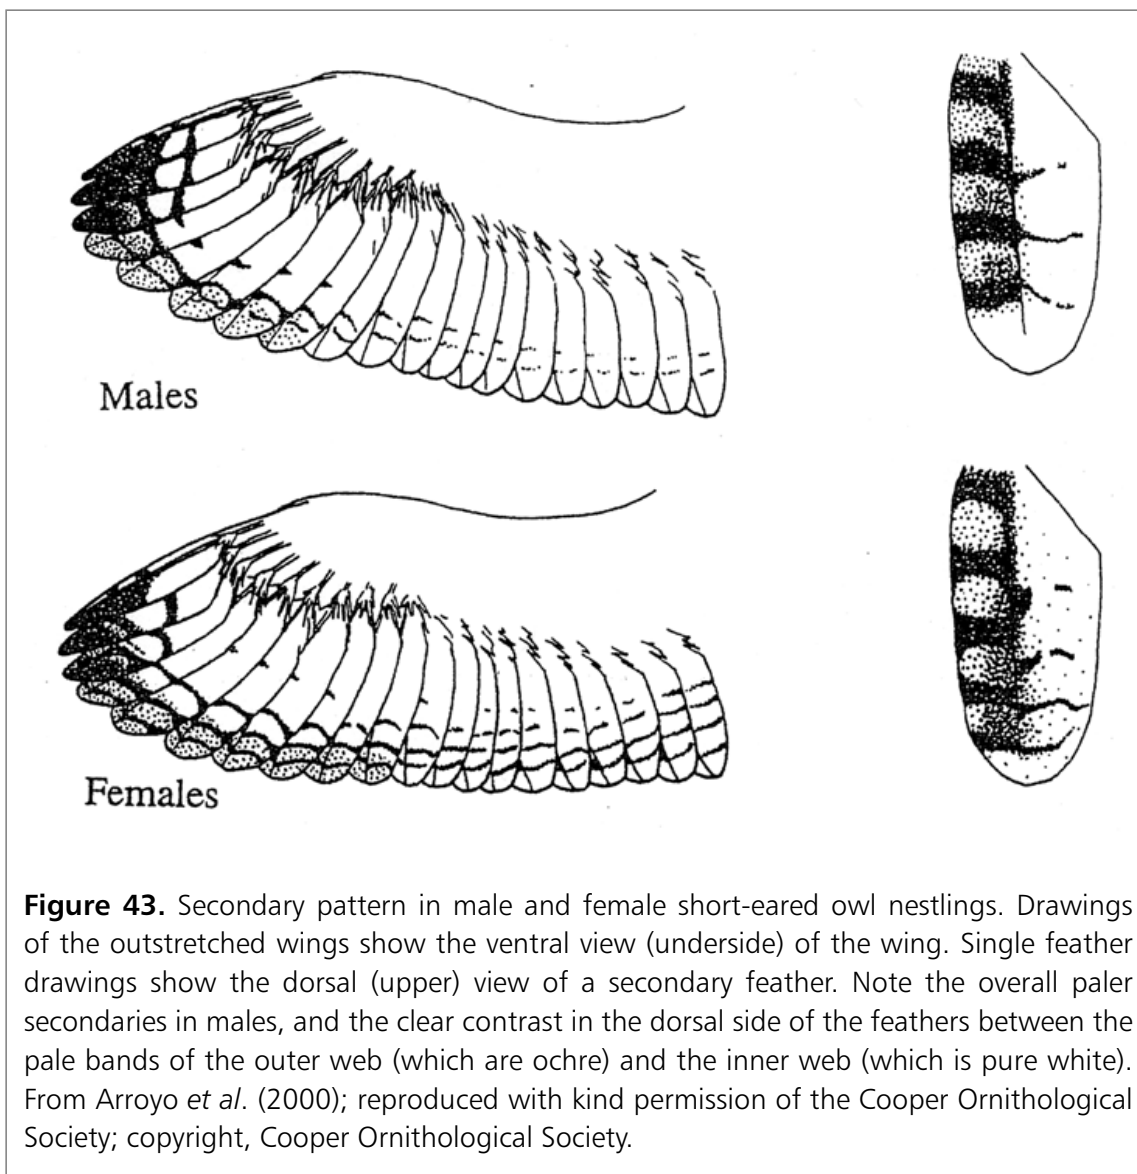 Males
Females
Figure 43. Secondary pattern in male and female short-eared owl nestlings. Drawings
of the outstretched wings show the ventral view (underside) of the wing. Single feather
drawings show the dorsal (upper) view of a secondary feather. Note the overall paler
secondaries in males, and the clear contrast in the dorsal side of the feathers between the
pale bands of the outer web (which are ochre) and the inner web (which is pure white).
From Arroyo et al. (2000); reproduced with kind permission of the Cooper Ornithological
Society; copyright, Cooper Ornithological Society.